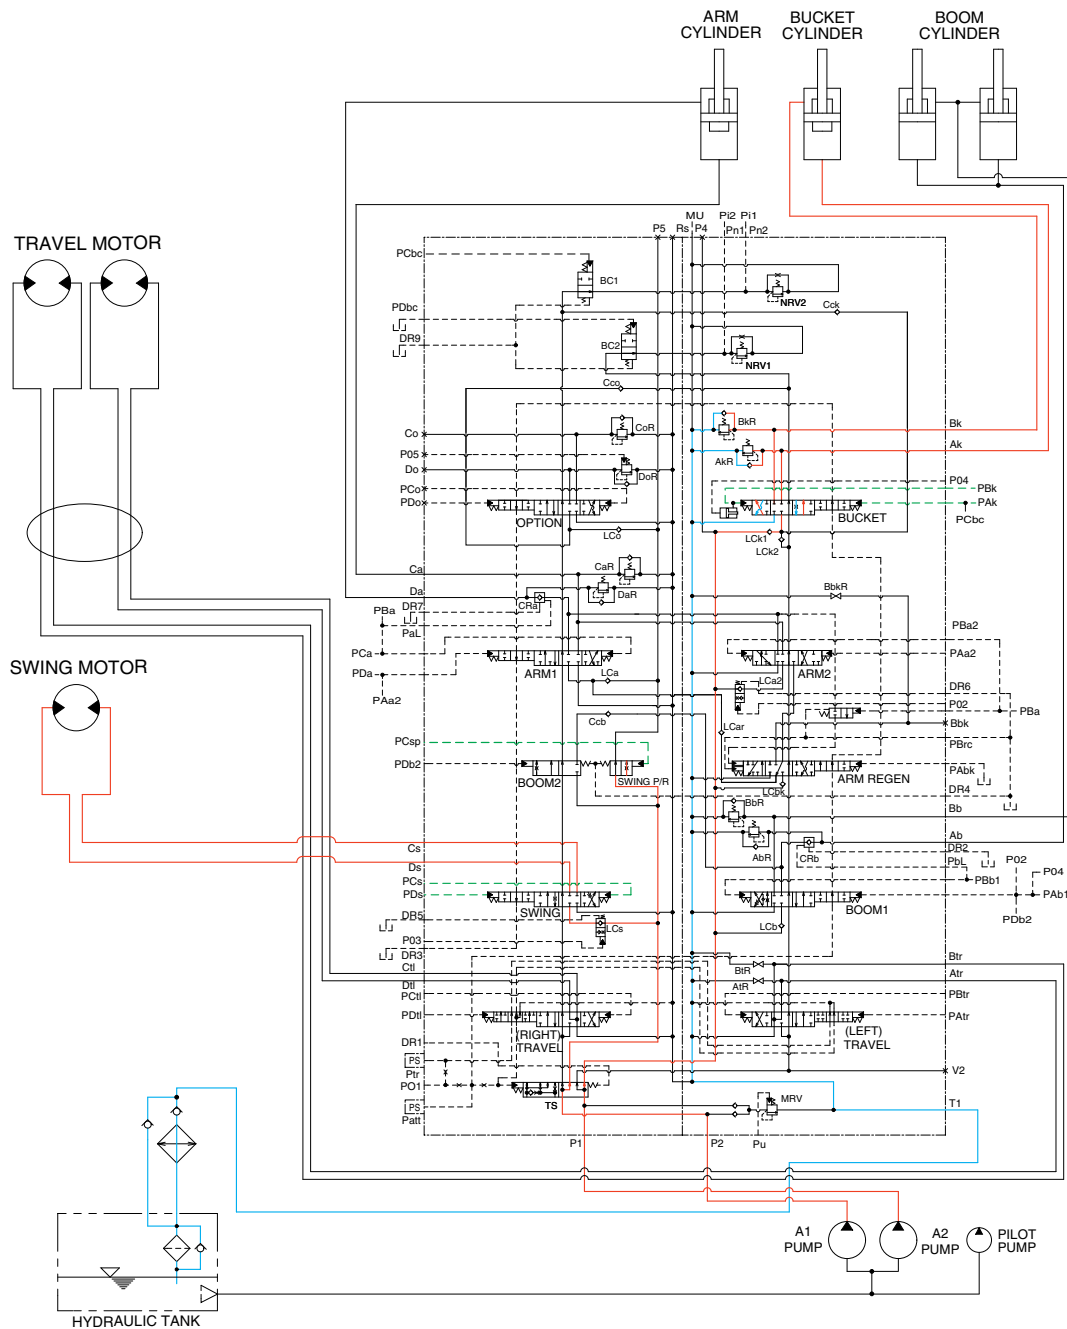 ARM
CYLINDER
BUCKET
CYLINDER
BOOM
CYLINDER
TRAVEL MOTOR
SWING MOTOR
MU
Pi2
Pi1
P5
Rs
P4
Pn1
Pn2
PCbc
BC1
NRV2
Cck
PDbc
DR9
BC2
NRV1
Cco
Co
CoR
BkR
Bk
P05
Ak
Do
DoR
AkR
P04
PCo
PBk
PDo
PAk
OPTION
BUCKET
PCbc
LCo
LCk1
LCk2
Ca
CaR
Da
DaR
BbkR
PBa
DR7
CRa
PaL
PBa2
PCa
PAa2
PDa
ARM1
ARM2
PAa2
LCa
LCa2
DR6
Ccb
LCar
P02
PBa
Bbk
PCsp
PBrc
PDb2
BOOM2
SWING P/R
ARM REGEN
PAbk
LCbk
DR4
BbR
Bb
Cs
AbR
CRb
Ab
DR2
Ds
PbL
P02
PCs
PBb1
P04
PDs
PAb1
SWING
BOOM1
PDb2
DR5
LCs
LCb
P03
DR3
Ctl
BtR
Btr
Dtl
AtR
Atr
PCtl
PBtr
PDtl
PAtr
(RIGHT)
TRAVEL
(LEFT)
TRAVEL
DR1
PS
Ptr
V2
PO1
TS
MRV
PS
T1
Patt
P1
P2
Pu
A1
PUMP
A2
PUMP
PILOT
PUMP
HYDRAULIC TANK